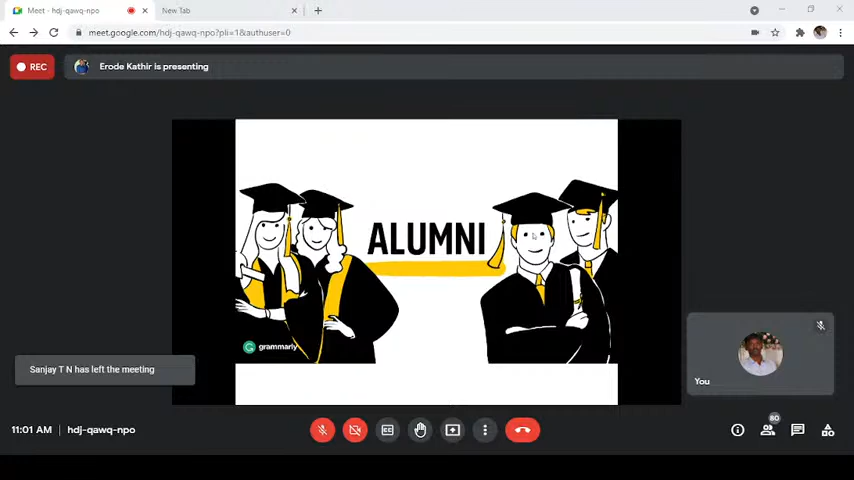 Meet - hdj-qawq-npo
New Tab
meet.google.com/hdj-qawq-npo?pli=1&authuser=0
REC
Erode Kathir is presenting
ALUMNI
grammarly
Sanjay T N has left the meeting
You
11:01 AM | hdj-qawq-npo
80